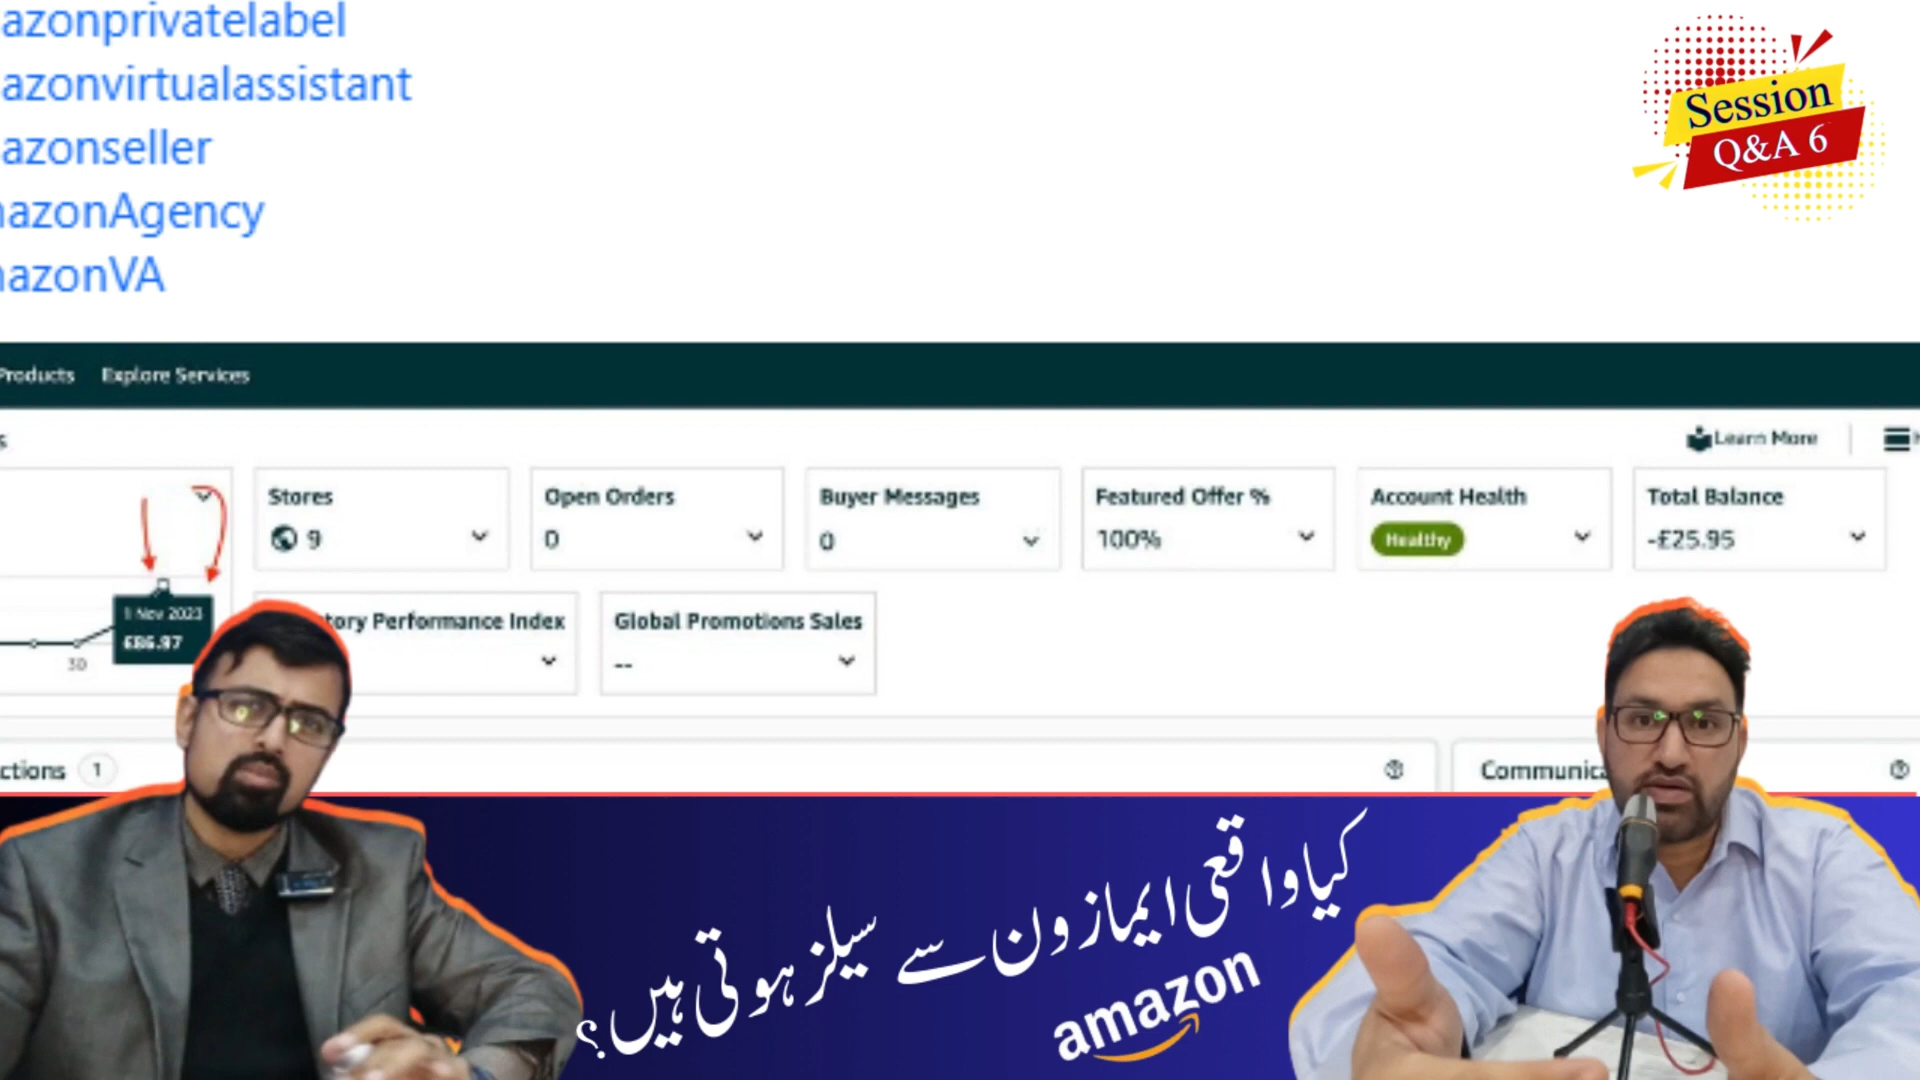 azonprivatelabel
azonvirtualassistant
azonseller
azonAgency
azonVA
Session
Q&A 6
Products Explore Services
s
Learn More
Stores
9
Open Orders
0
Buyer Messages
0
Featured Offer %
100%
Account Health
Healthy
Total Balance
-£25.95
1 Nov 2023
£86.97
30
tory Performance Index
Global Promotions Sales
--
ctions 1
Communica
کیا واقعی ایمازون سے سیلز ہوتی ہیں؟
amazon